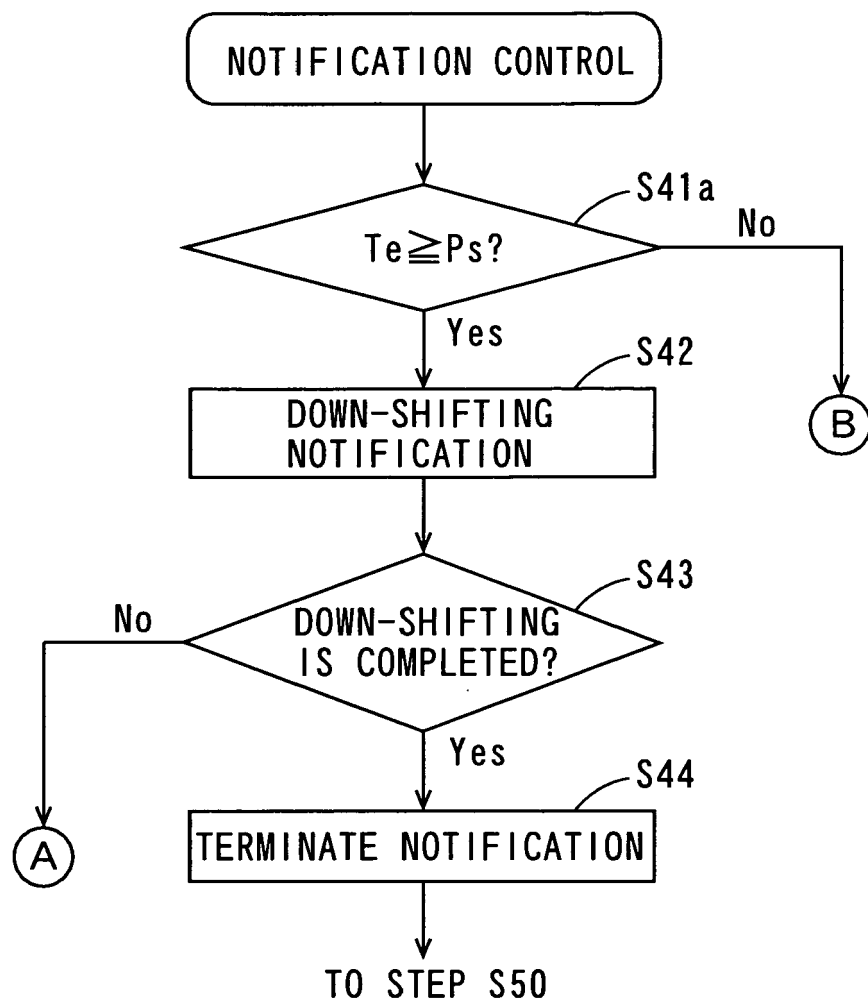 NOTIFICATION CONTROL
S41a
Te≧Ps?
No
Yes
S42
DOWN-SHIFTING
NOTIFICATION
B
S43
No
DOWN-SHIFTING
IS COMPLETED?
Yes
S44
A
TERMINATE NOTIFICATION
TO STEP S50